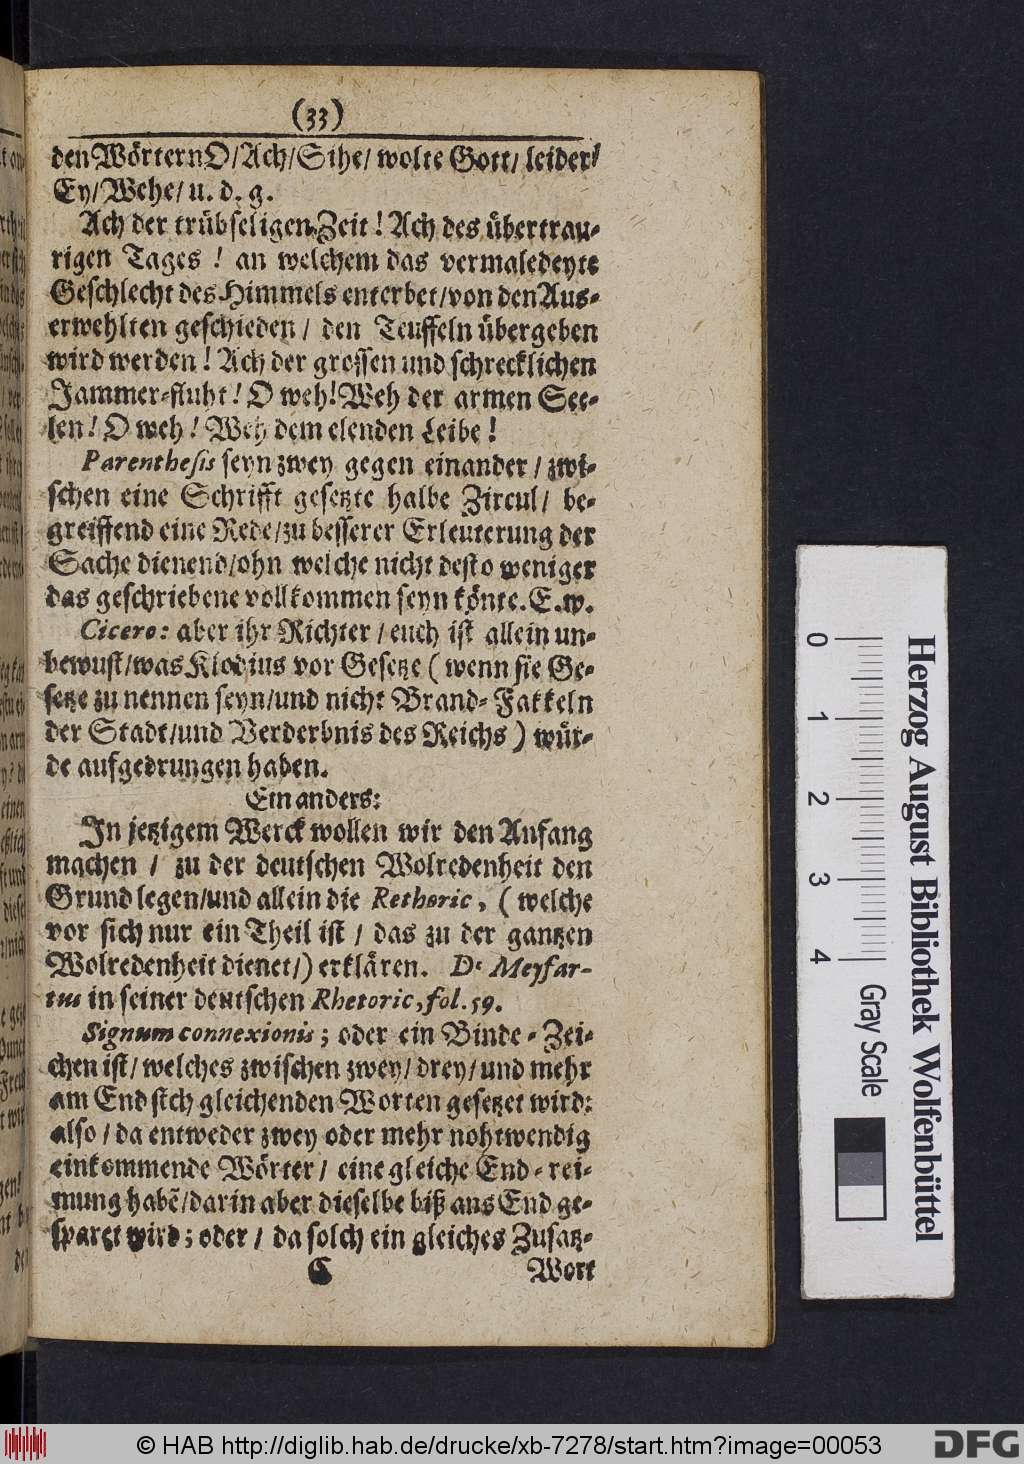 (33)
den Wörtern O/Ach/Sihe/ wolte Gott/ leider/
Ey/Wehe/ u. d. g.
Ach der trübseligen Zeit! Ach des übertrau-
rigen Tages! an welchem das vermaledeyte
Geschlecht des Himmels enterbet/von den Aus-
erwehlten geschieden/ den Teuffeln übergeben
wird werden! Ach der grossen und schrecklichen
Jammer-fluht! O weh! Weh der armen See-
len! O weh! Weh dem elenden Leibe!
Parenthesis seyn zwey gegen einander/ zwi-
schen eine Schrifft gesetzte halbe Zircul/ be-
greiffend eine Rede/zu besserer Erleuterung der
Sache dienend/ohn welche nicht desto weniger
das geschriebene vollkommen seyn könte. E. w.
Cicero: aber ihr Richter/euch ist allein un-
bewust/was Klodius vor Gesetze (wenn sie Ge-
setze zu nennen seyn/und nicht Brand-Fakkeln
der Stadt/und Verderbnis des Reichs) wür-
de aufgedrungen haben.
Ein anders:
In jetzigem Werck wollen wir den Anfang
machen/ zu der deutschen Wolredenheit den
Grund legen/und allein die Rethoric, (welche
vor sich nur ein Theil ist/ das zu der gantzen
Wolredenheit dienet/) erklären. D. Meyfar-
tus in seiner deutschen Rhetoric, fol. 59.
Signum connexionis; oder ein Binde-Zei-
chen ist/ welches zwischen zwey/ drey/ und mehr
am End sich gleichenden Worten gesetzet wird:
also/ da entweder zwey oder mehr nohtwendig
einkommende Wörter/ eine gleiche End-rei-
mung habẽ/darin aber dieselbe biß ans End ge-
sparet wird; oder/ da solch ein gleiches Zusatz-
C Wort
0 1 2 3 4
Herzog August Bibliothek Wolfenbüttel
Gray Scale
© HAB http://diglib.hab.de/drucke/xb-7278/start.htm?image=00053
DFG